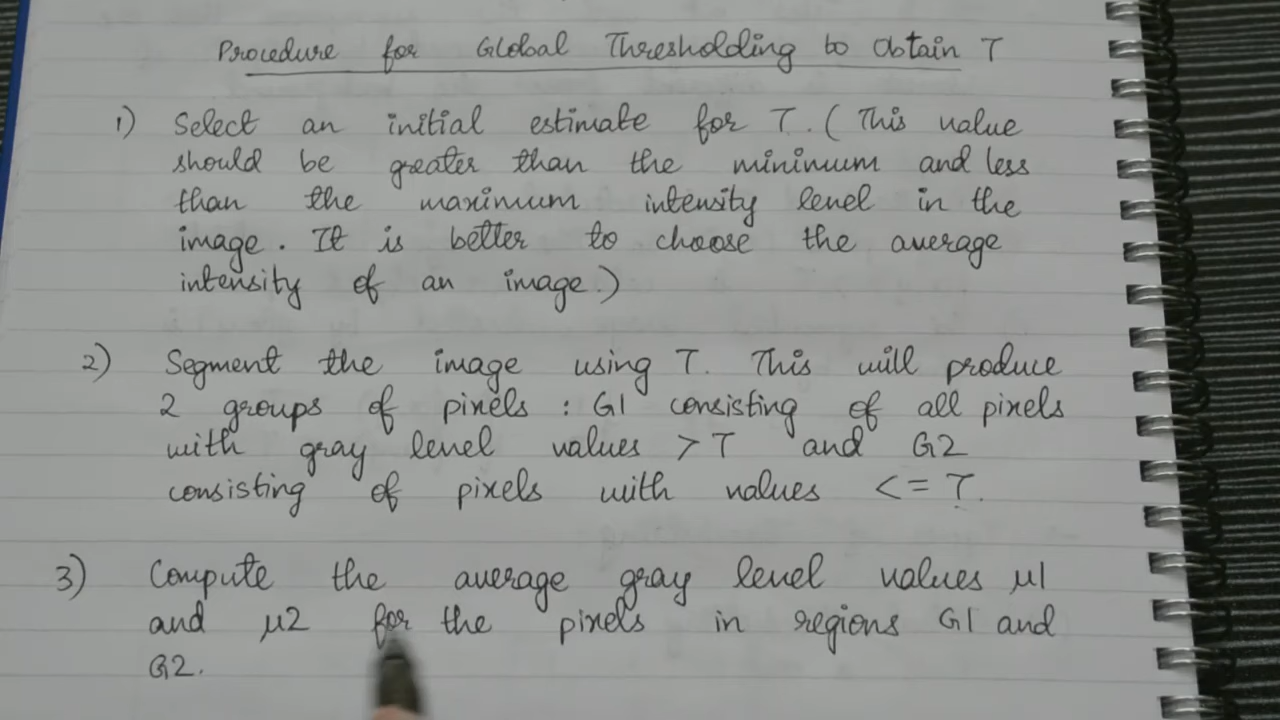 Procedure for Global Thresholding to Obtain T
1) Select an initial estimate for T. (This value
should be greater than the minimum and less
than the maximum intensity level in the
image. It is better to choose the average
intensity of an image.)
2) Segment the image using T. This will produce
2 groups of pixels : G1 consisting of all pixels
with gray level values > T and G2
consisting of pixels with values <= T.
3) Compute the average gray level values μ1
and μ2 for the pixels in regions G1 and
G2.